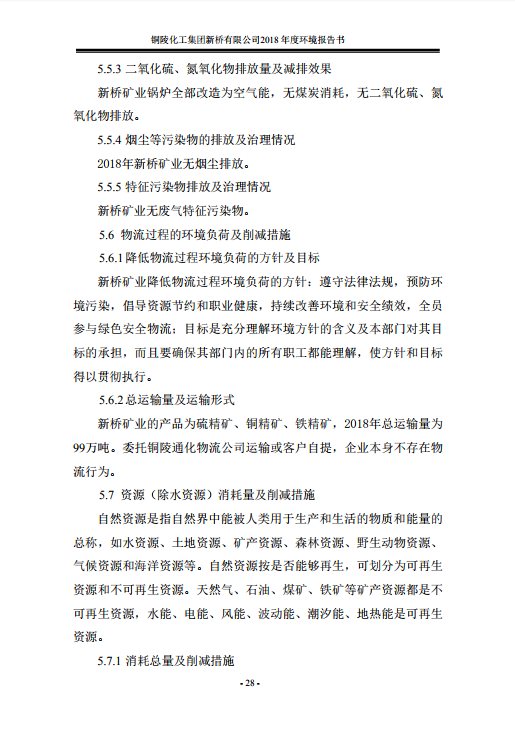 铜陵化工集团新桥有限公司2018 年度环境报告书
5.5.3 二氧化硫、氮氧化物排放量及减排效果
新桥矿业锅炉全部改造为空气能，无煤炭消耗，无二氧化硫、氮
氧化物排放。
5.5.4 烟尘等污染物的排放及治理情况
2018年新桥矿业无烟尘排放。
5.5.5 特征污染物排放及治理情况
新桥矿业无废气特征污染物。
5.6 物流过程的环境负荷及削减措施
5.6.1 降低物流过程环境负荷的方针及目标
新桥矿业降低物流过程环境负荷的方针：遵守法律法规，预防环
境污染，倡导资源节约和职业健康，持续改善环境和安全绩效，全员
参与绿色安全物流；目标是充分理解环境方针的含义及本部门对其目
标的承担，而且要确保其部门内的所有职工都能理解，使方针和目标
得以贯彻执行。
5.6.2 总运输量及运输形式
新桥矿业的产品为硫精矿、铜精矿、铁精矿，2018年总运输量为
99万吨。委托铜陵通化物流公司运输或客户自提，企业本身不存在物
流行为。
5.7 资源（除水资源）消耗量及削减措施
自然资源是指自然界中能被人类用于生产和生活的物质和能量的
总称，如水资源、土地资源、矿产资源、森林资源、野生动物资源、
气候资源和海洋资源等。自然资源按是否能够再生，可划分为可再生
资源和不可再生资源。天然气、石油、煤矿、铁矿等矿产资源都是不
可再生资源，水能、电能、风能、波动能、潮汐能、地热能是可再生
资源。
5.7.1 消耗总量及削减措施
- 28 -